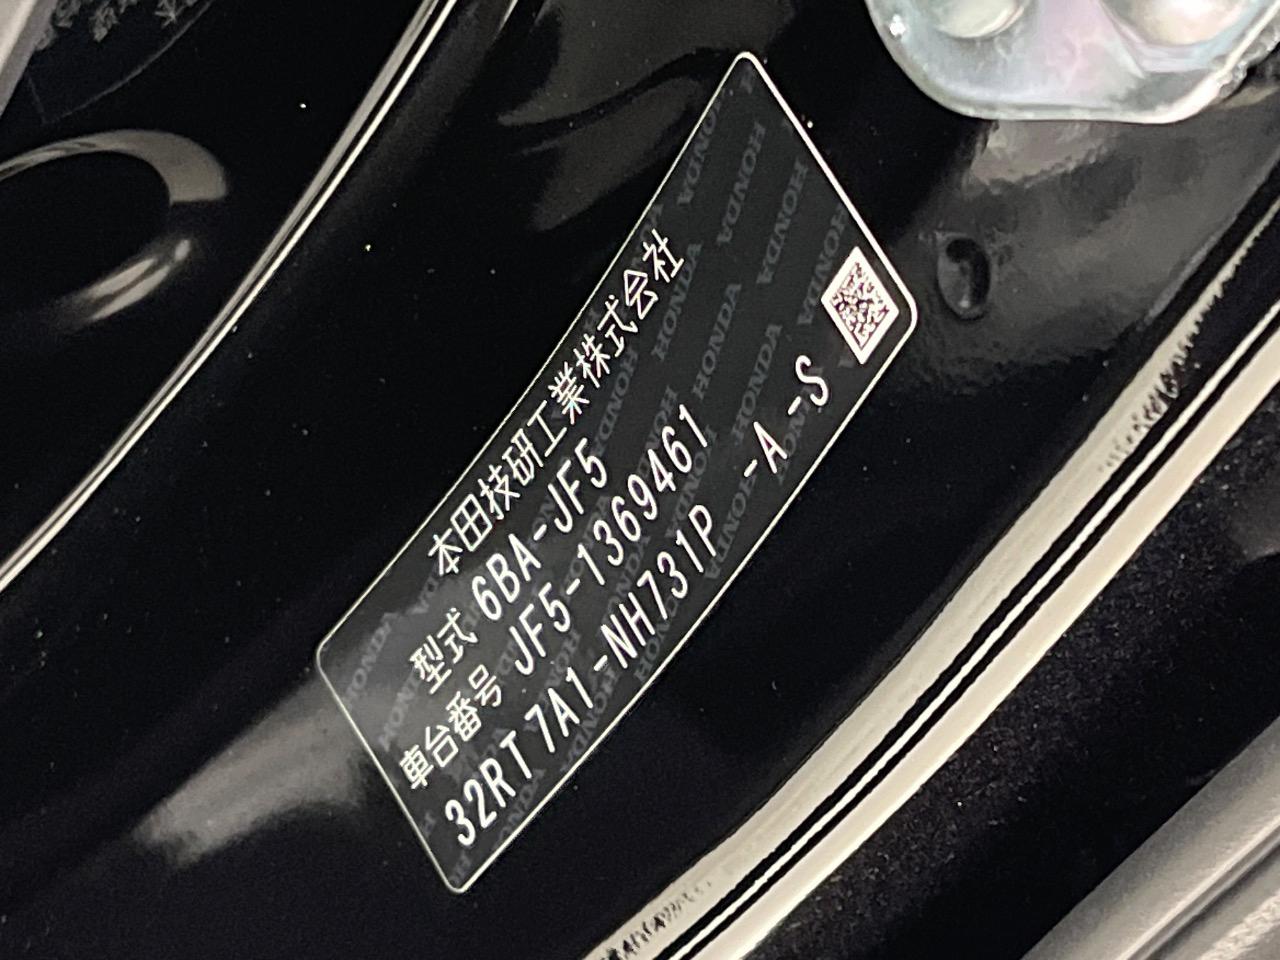 本田技研工業株式会社
型式 6BA-JF5
車台番号 JF5-1369461
32RT 7A1-NH731P -A -S